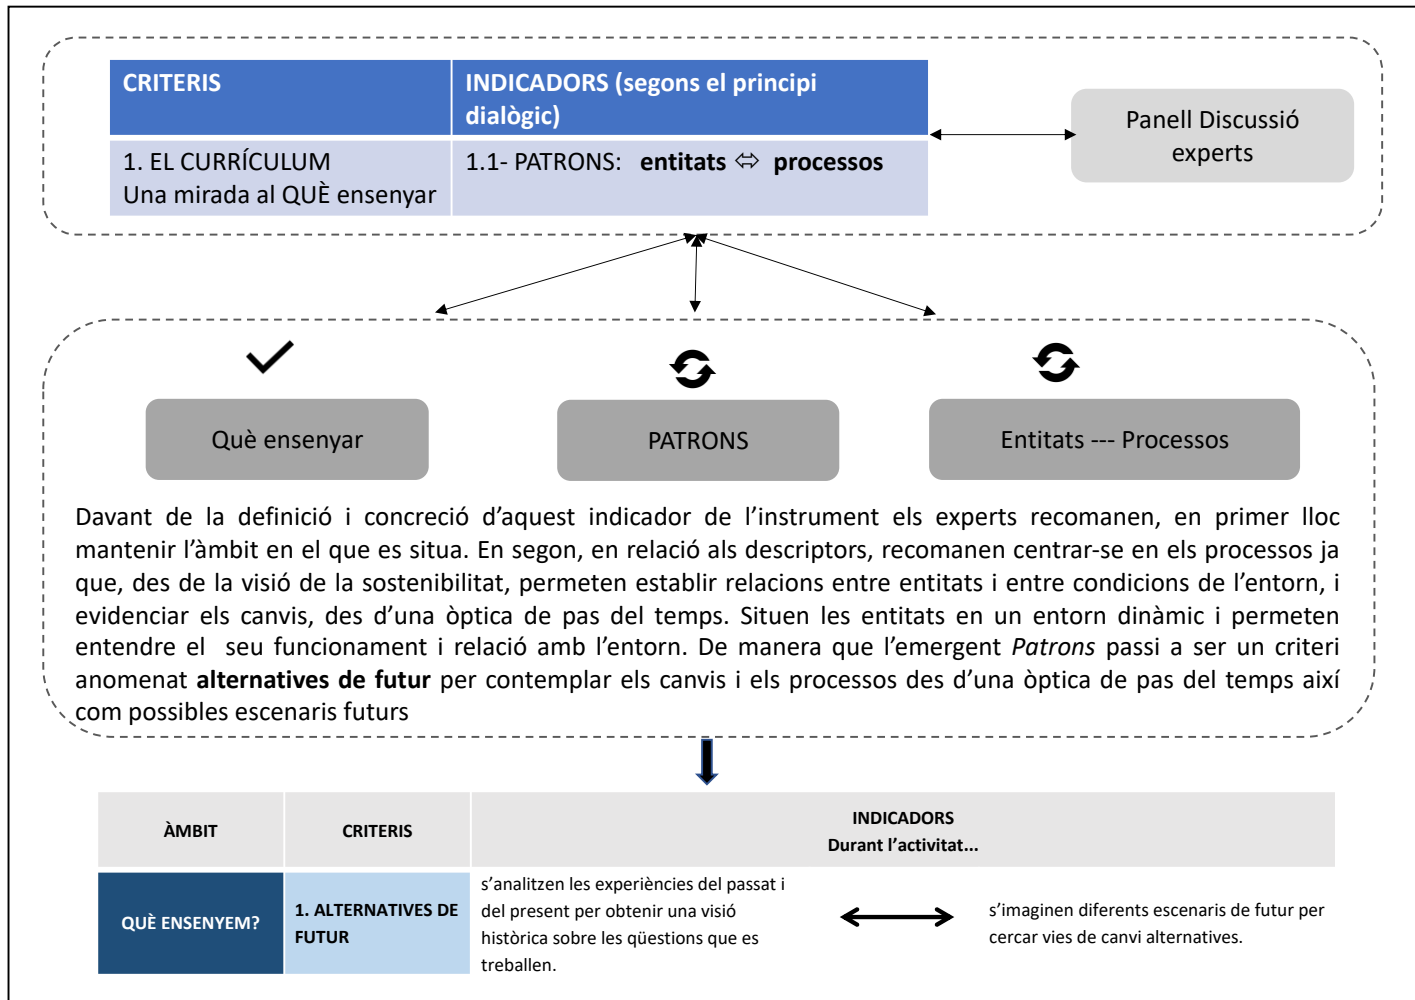 CRITERIS
INDICADORS (segons el principi
dialògic)
1. EL CURRÍCULUM
Una mirada al QUÈ ensenyar
1.1- PATRONS: entitats ⬄ processos
Panell Discussió
experts
Què ensenyar
PATRONS
Entitats --- Processos
Davant de la definició i concreció d’aquest indicador de l’instrument els experts recomanen, en primer lloc
mantenir l’àmbit en el que es situa. En segon, en relació als descriptors, recomanen centrar-se en els processos ja
que, des de la visió de la sostenibilitat, permeten establir relacions entre entitats i entre condicions de l’entorn, i
evidenciar els canvis, des d’una òptica de pas del temps. Situen les entitats en un entorn dinàmic i permeten
entendre el seu funcionament i relació amb l’entorn. De manera que l’emergent Patrons passi a ser un criteri
anomenat alternatives de futur per contemplar els canvis i els processos des d’una òptica de pas del temps així
com possibles escenaris futurs
ÀMBIT
CRITERIS
INDICADORS
Durant l’activitat...
QUÈ ENSENYEM?
1. ALTERNATIVES DE
FUTUR
s’analitzen les experiències del passat i
del present per obtenir una visió
històrica sobre les qüestions que es
treballen.
s’imaginen diferents escenaris de futur per
cercar vies de canvi alternatives.